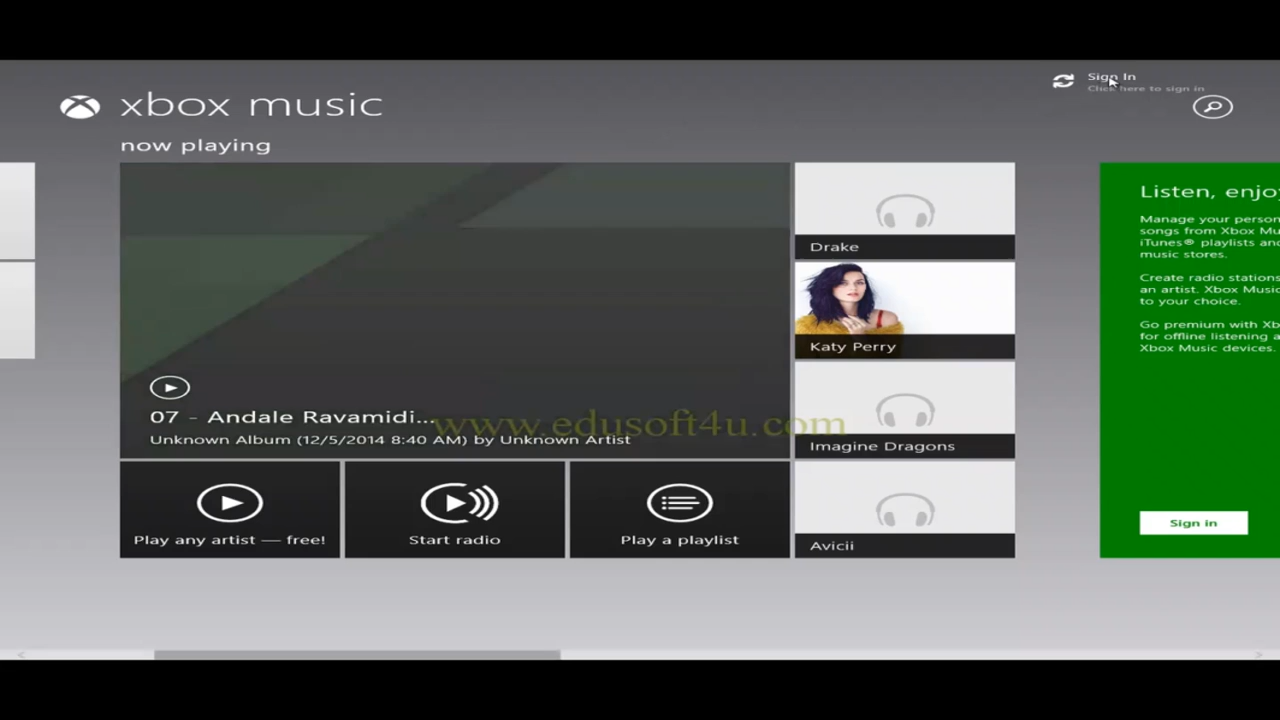 Sign In
Click here to sign in
xbox music
now playing
Drake
Katy Perry
Imagine Dragons
Avicii
07 - Andale Ravamidi...
Unknown Album (12/5/2014 8:40 AM) by Unknown Artist
www.edusoft4u.com
Play any artist — free!
Start radio
Play a playlist
Listen, enjoy
Manage your person
songs from Xbox Mu
iTunes® playlists and
music stores.
Create radio stations
an artist. Xbox Music
to your choice.
Go premium with Xb
for offline listening a
Xbox Music devices.
Sign in